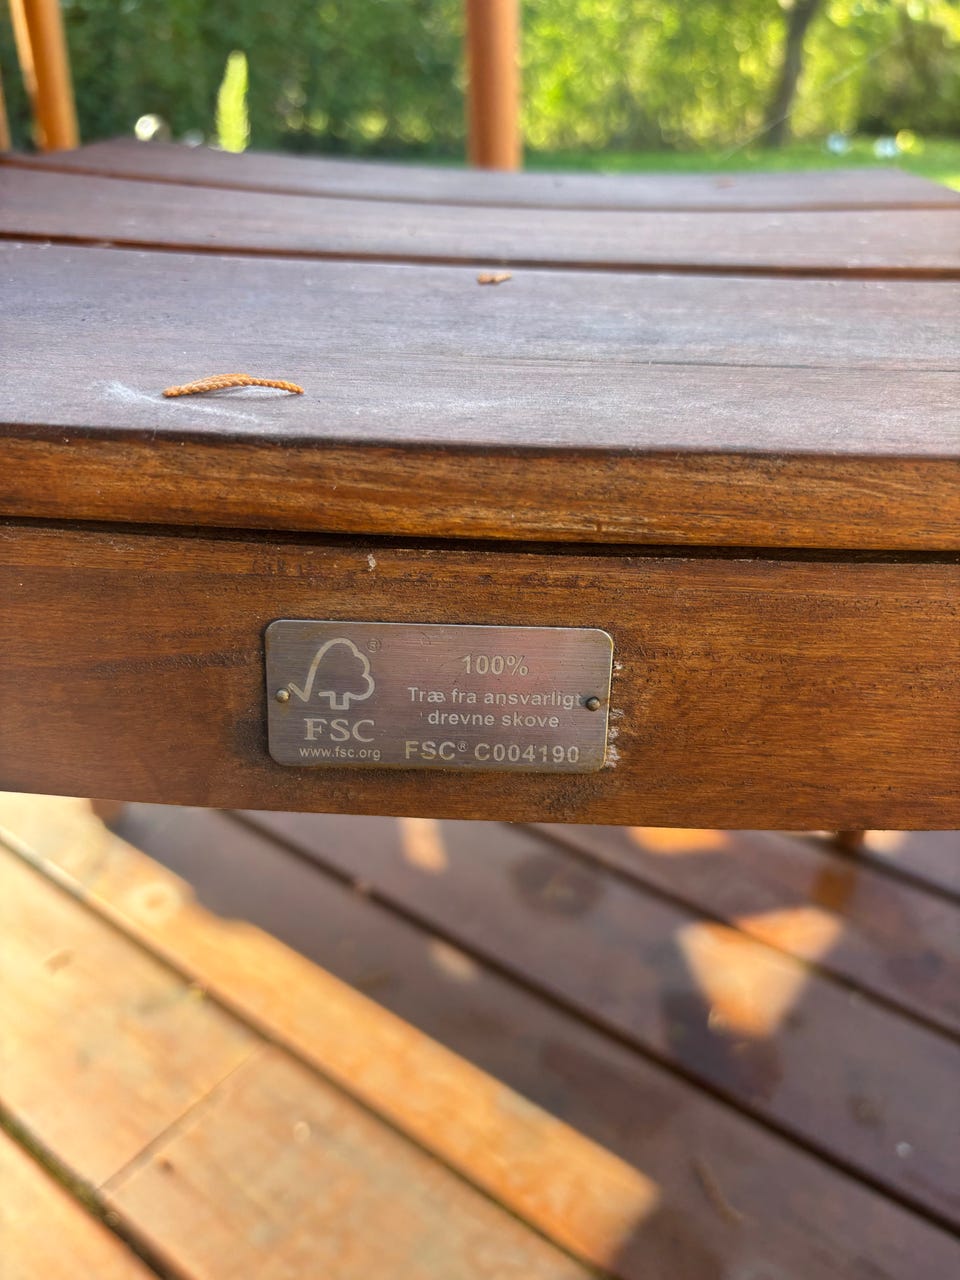 ®
FSC
www.fsc.org
100%
Træ fra ansvarligt
drevne skove
FSC® C004190